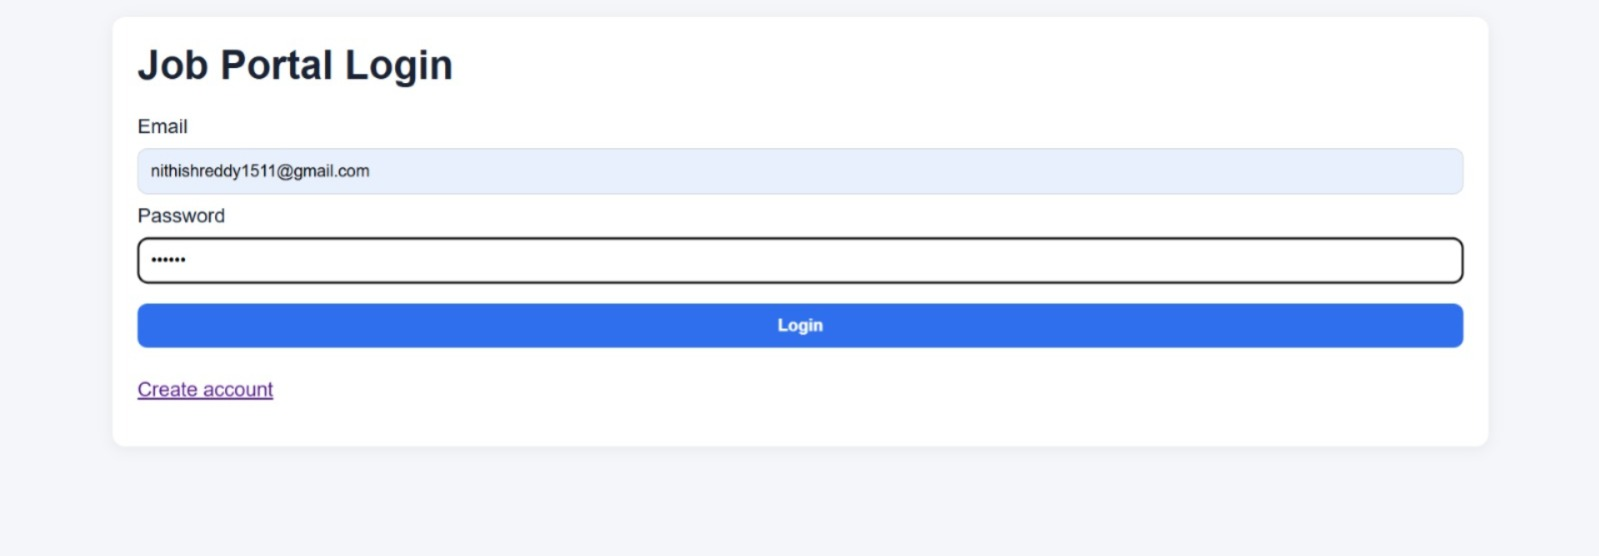 Job Portal Login
Email
nithishreddy1511@gmail.com
Password
••••••
Login
Create account